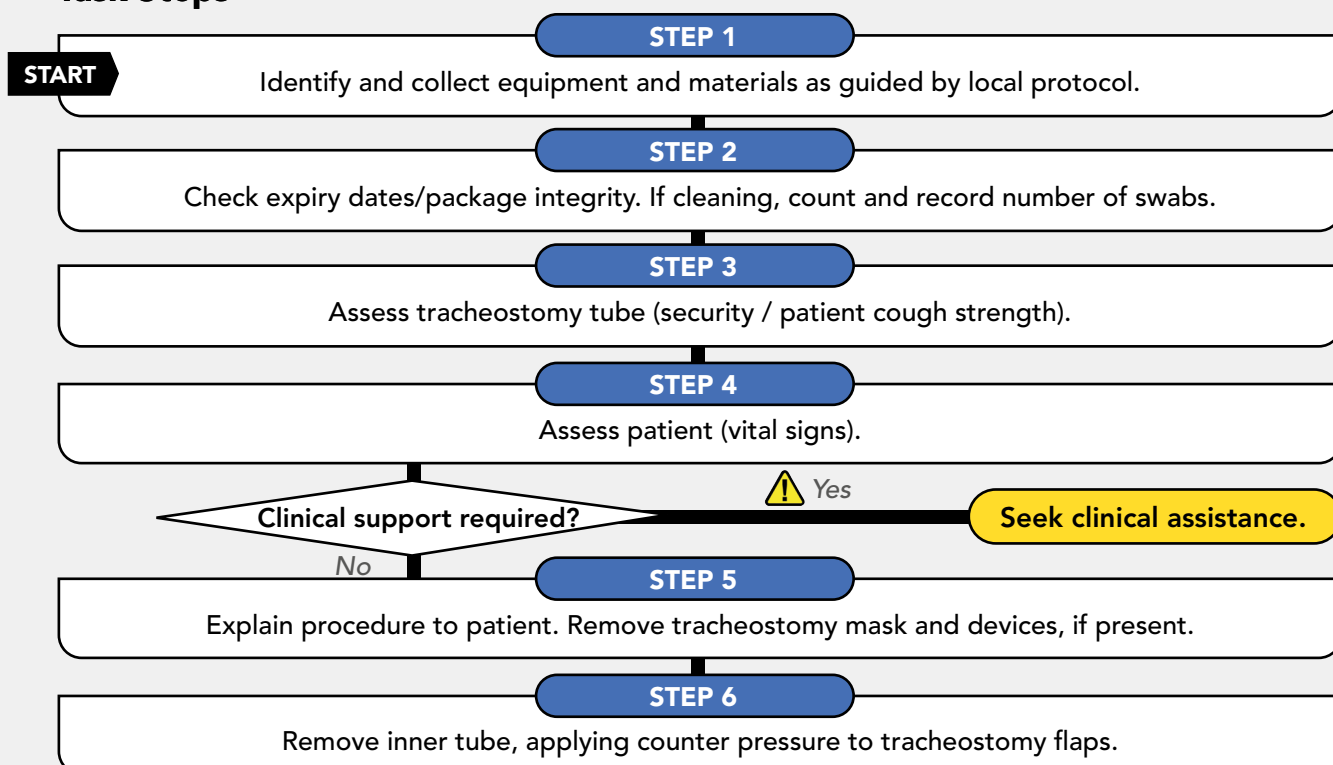 Task Steps
STEP 1
START
Identify and collect equipment and materials as guided by local protocol.
STEP 2
Check expiry dates/package integrity. If cleaning, count and record number of swabs.
STEP 3
Assess tracheostomy tube (security / patient cough strength).
STEP 4
Assess patient (vital signs).
Yes
Clinical support required?
Seek clinical assistance.
No
STEP 5
Explain procedure to patient. Remove tracheostomy mask and devices, if present.
STEP 6
Remove inner tube, applying counter pressure to tracheostomy flaps.